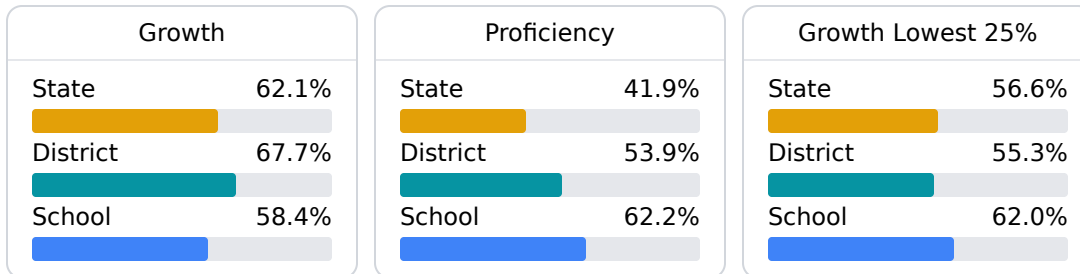 Growth
State 62.1%
District 67.7%
School 58.4%
Proficiency
State 41.9%
District 53.9%
School 62.2%
Growth Lowest 25%
State 56.6%
District 55.3%
School 62.0%